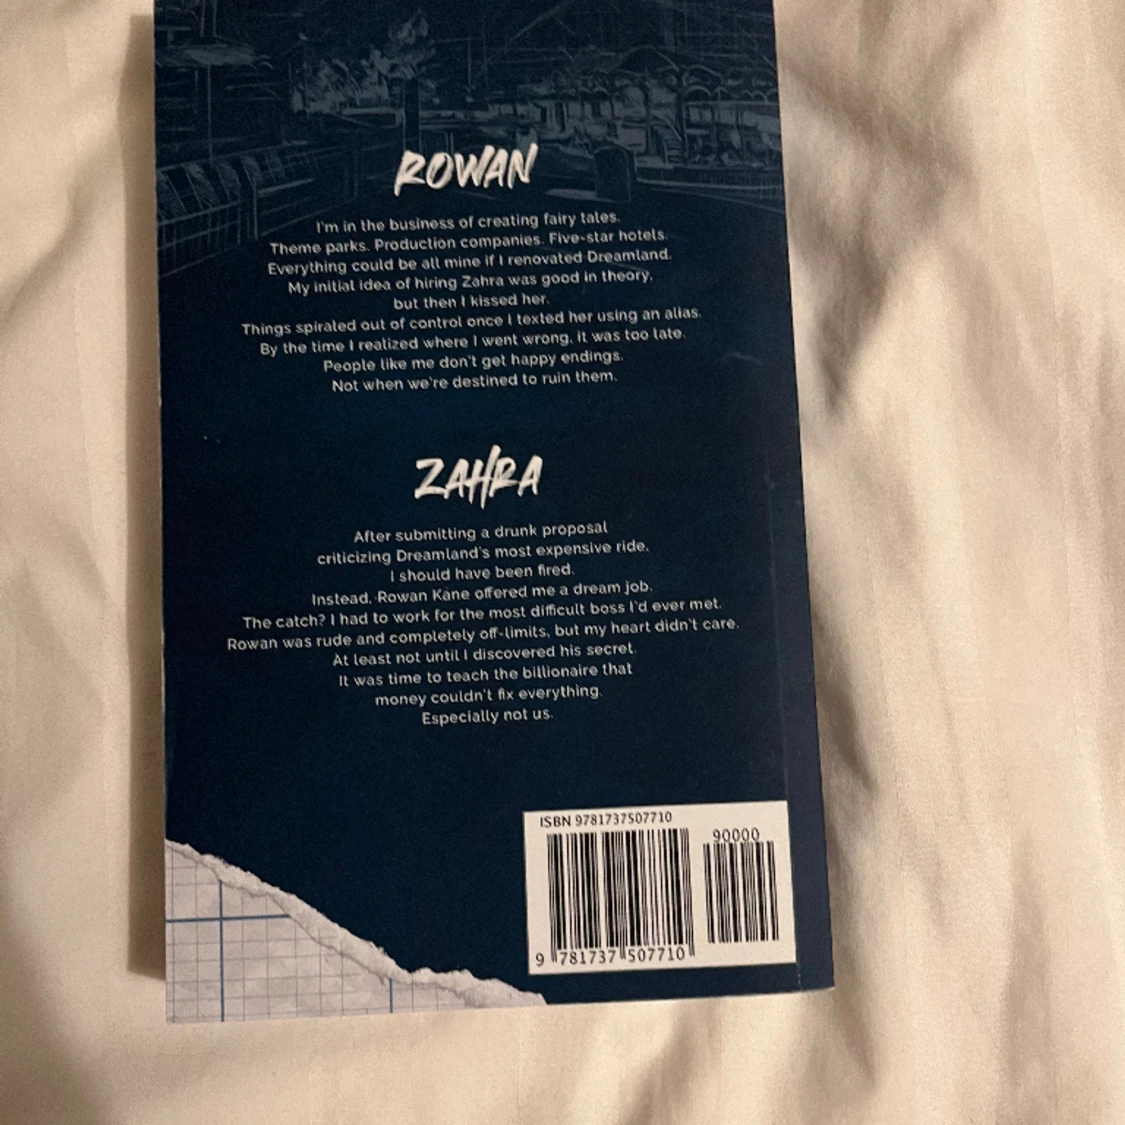 ROWAN
I'm in the business of creating fairy tales.
Theme parks. Production companies. Five-star hotels.
Everything could be all mine if I renovated Dreamland.
My initial idea of hiring Zahra was good in theory,
but then I kissed her.
Things spiraled out of control once I texted her using an alias.
By the time I realized where I went wrong, it was too late.
People like me don't get happy endings.
Not when we're destined to ruin them.
ZAHRA
After submitting a drunk proposal
criticizing Dreamland's most expensive ride,
I should have been fired.
Instead, Rowan Kane offered me a dream job.
The catch? I had to work for the most difficult boss I'd ever met.
Rowan was rude and completely off-limits, but my heart didn't care.
At least not until I discovered his secret.
It was time to teach the billionaire that
money couldn't fix everything.
Especially not us.
ISBN 9781737507710
90000
9 781737 507710